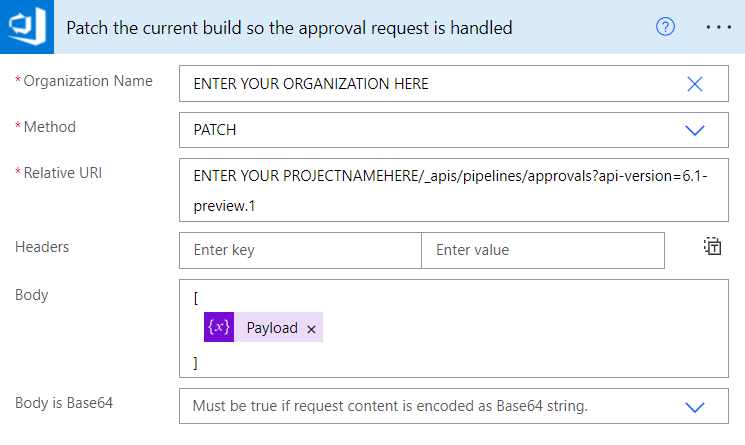 Patch the current build so the approval request is handled
* Organization Name
ENTER YOUR ORGANIZATION HERE
* Method
PATCH
* Relative URI
ENTER YOUR PROJECTNAMEHERE/_apis/pipelines/approvals?api-version=6.1-
preview.1
Headers
Enter key
Enter value
Body
[
{x} Payload ×
]
Body is Base64
Must be true if request content is encoded as Base64 string.